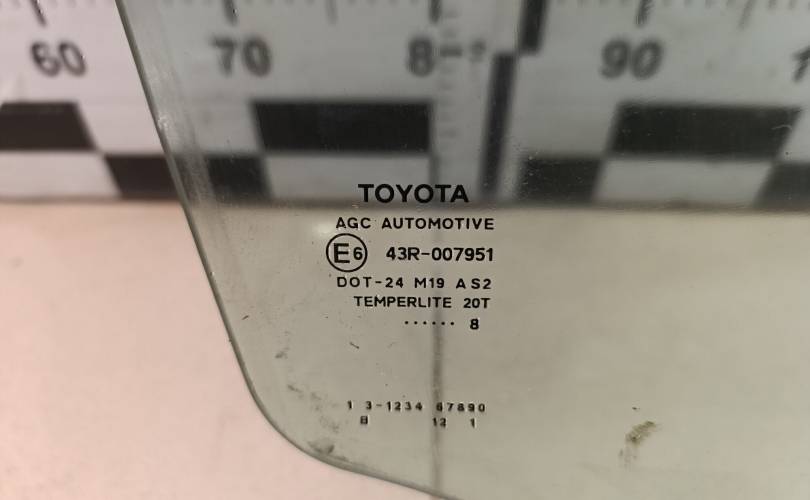 60 70 8 90
TOYOTA
AGC AUTOMOTIVE
E6 43R-007951
DOT-24 M19 AS2
TEMPERLITE 20T
...... 8
1 3-1234 67890
12 1